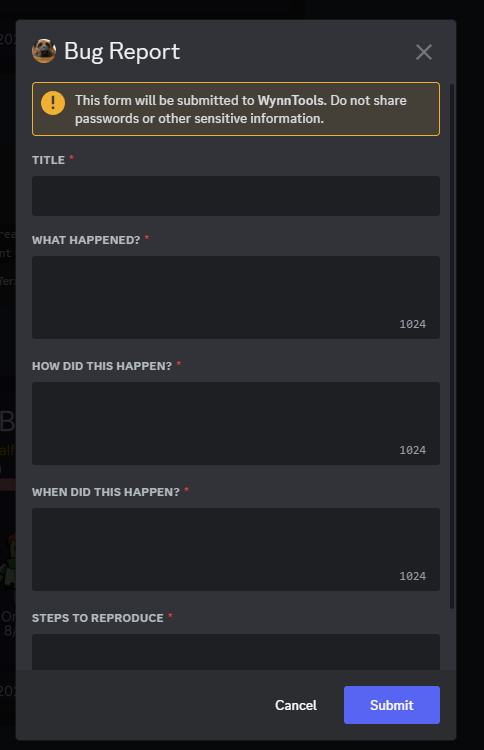 Bug Report
This form will be submitted to WynnTools. Do not share
passwords or other sensitive information.
TITLE *
WHAT HAPPENED? *
1024
HOW DID THIS HAPPEN? *
1024
WHEN DID THIS HAPPEN? *
1024
STEPS TO REPRODUCE *
Cancel
Submit